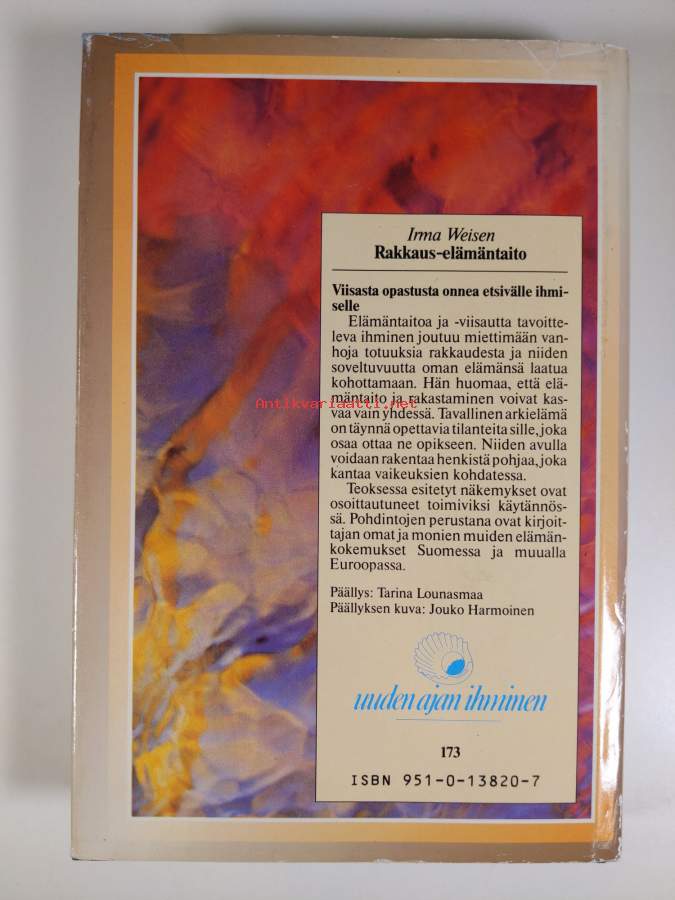 Irma Weisen
Rakkaus-elämäntaito
Viisasta opastusta onnea etsivälle ihmi-
selle
Elämäntaitoa ja -viisautta tavoitte-
leva ihminen joutuu miettimään van-
hoja totuuksia rakkaudesta ja niiden
soveltuvuutta oman elämänsä laatua
kohottamaan. Hän huomaa, että elä-
mäntaito ja rakastaminen voivat kas-
vaa vain yhdessä. Tavallinen arkielämä
on täynnä opettavia tilanteita sille, joka
osaa ottaa ne opikseen. Niiden avulla
voidaan rakentaa henkistä pohjaa, joka
kantaa vaikeuksien kohdatessa.
Teoksessa esitetyt näkemykset ovat
osoittautuneet toimiviksi käytännös-
sä. Pohdintojen perustana ovat kirjoit-
tajan omat ja monien muiden elämän-
kokemukset Suomessa ja muualla
Euroopassa.
Päällys: Tarina Lounasmaa
Päällyksen kuva: Jouko Harmoinen
uuden ajan ihminen
173
ISBN 951-0-13820-7
Antikvariaatti.net